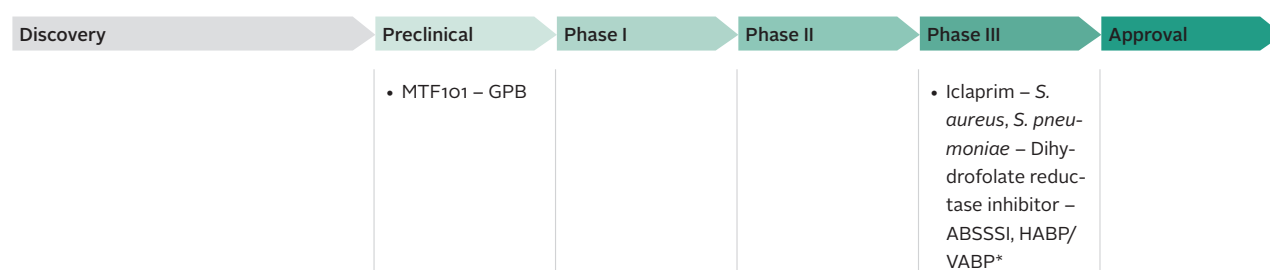 Discovery
Preclinical
Phase I
Phase II
Phase III
Approval
• MTF101 – GPB
• Iclaprim – S.
aureus, S. pneu-
moniae – Dihy-
drofolate reduc-
tase inhibitor –
ABSSSI, HABP/
VABP*